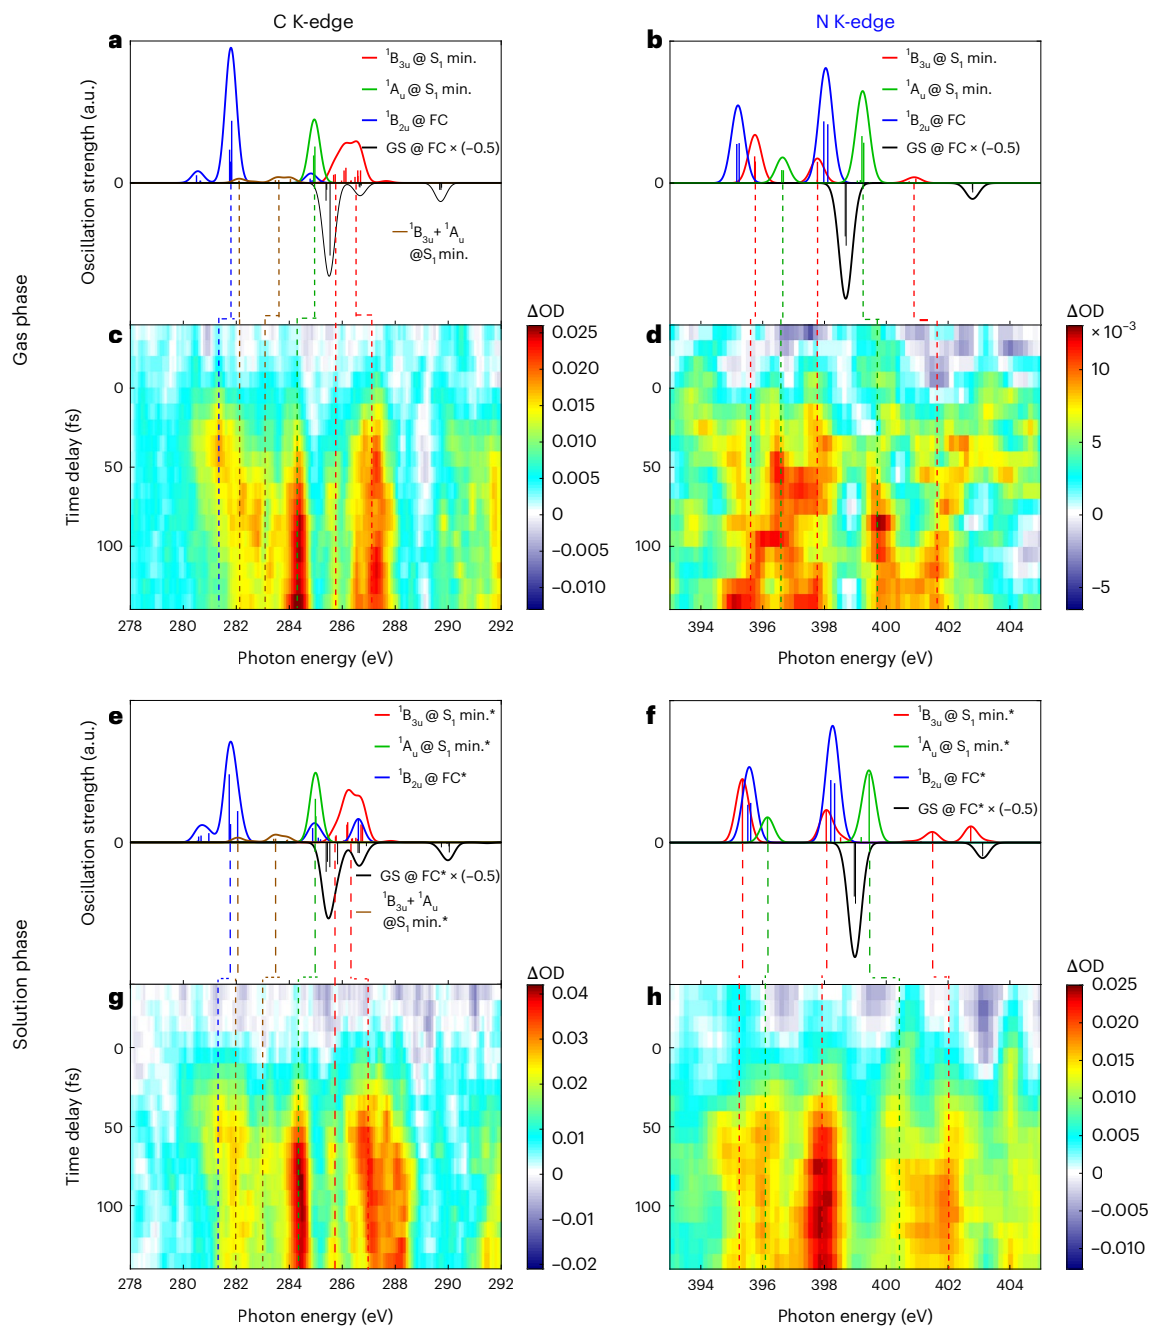 C K-edge
N K-edge
Gas phase
a
Oscillation strength (a.u.)
0
¹B₃ᵤ @ S₁ min.
¹Aᵤ @ S₁ min.
¹B₂ᵤ @ FC
GS @ FC × (−0.5)
¹B₃ᵤ + ¹Aᵤ
@S₁ min.
b
0
¹B₃ᵤ @ S₁ min.
¹Aᵤ @ S₁ min.
¹B₂ᵤ @ FC
GS @ FC × (−0.5)
c
Time delay (fs)
0
50
100
278 280 282 284 286 288 290 292
Photon energy (eV)
ΔOD
0.025
0.020
0.015
0.010
0.005
0
−0.005
−0.010
d
0
50
100
394 396 398 400 402 404
Photon energy (eV)
ΔOD
× 10⁻³
10
5
0
−5
Solution phase
e
Oscillation strength (a.u.)
0
¹B₃ᵤ @ S₁ min.*
¹Aᵤ @ S₁ min.*
¹B₂ᵤ @ FC*
GS @ FC* × (−0.5)
¹B₃ᵤ + ¹Aᵤ
@S₁ min.*
f
0
¹B₃ᵤ @ S₁ min.*
¹Aᵤ @ S₁ min.*
¹B₂ᵤ @ FC*
GS @ FC* × (−0.5)
g
Time delay (fs)
0
50
100
278 280 282 284 286 288 290 292
Photon energy (eV)
ΔOD
0.04
0.03
0.02
0.01
0
−0.01
−0.02
h
0
50
100
394 396 398 400 402 404
Photon energy (eV)
ΔOD
0.025
0.020
0.015
0.010
0.005
0
−0.005
−0.010